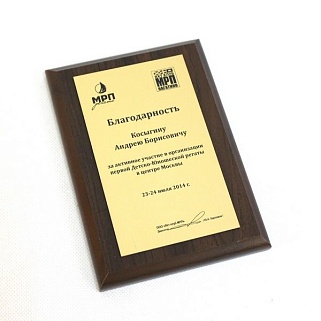 МРП
МРП
Благодарность
Косыгину
Андрею Борисовичу
за активное участие в организации
первой Детско-Юношеской регаты
в центре Москвы
23-24 июля 2014 г.